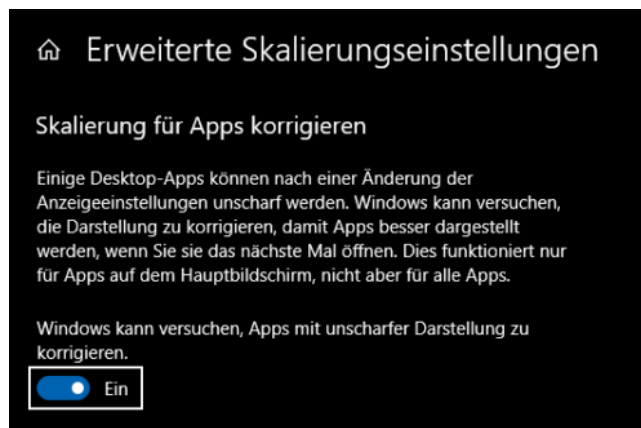 Erweiterte Skalierungseinstellungen
Skalierung für Apps korrigieren
Einige Desktop-Apps können nach einer Änderung der
Anzeigeeinstellungen unscharf werden. Windows kann versuchen,
die Darstellung zu korrigieren, damit Apps besser dargestellt
werden, wenn Sie sie das nächste Mal öffnen. Dies funktioniert nur
für Apps auf dem Hauptbildschirm, nicht aber für alle Apps.
Windows kann versuchen, Apps mit unscharfer Darstellung zu
korrigieren.
Ein